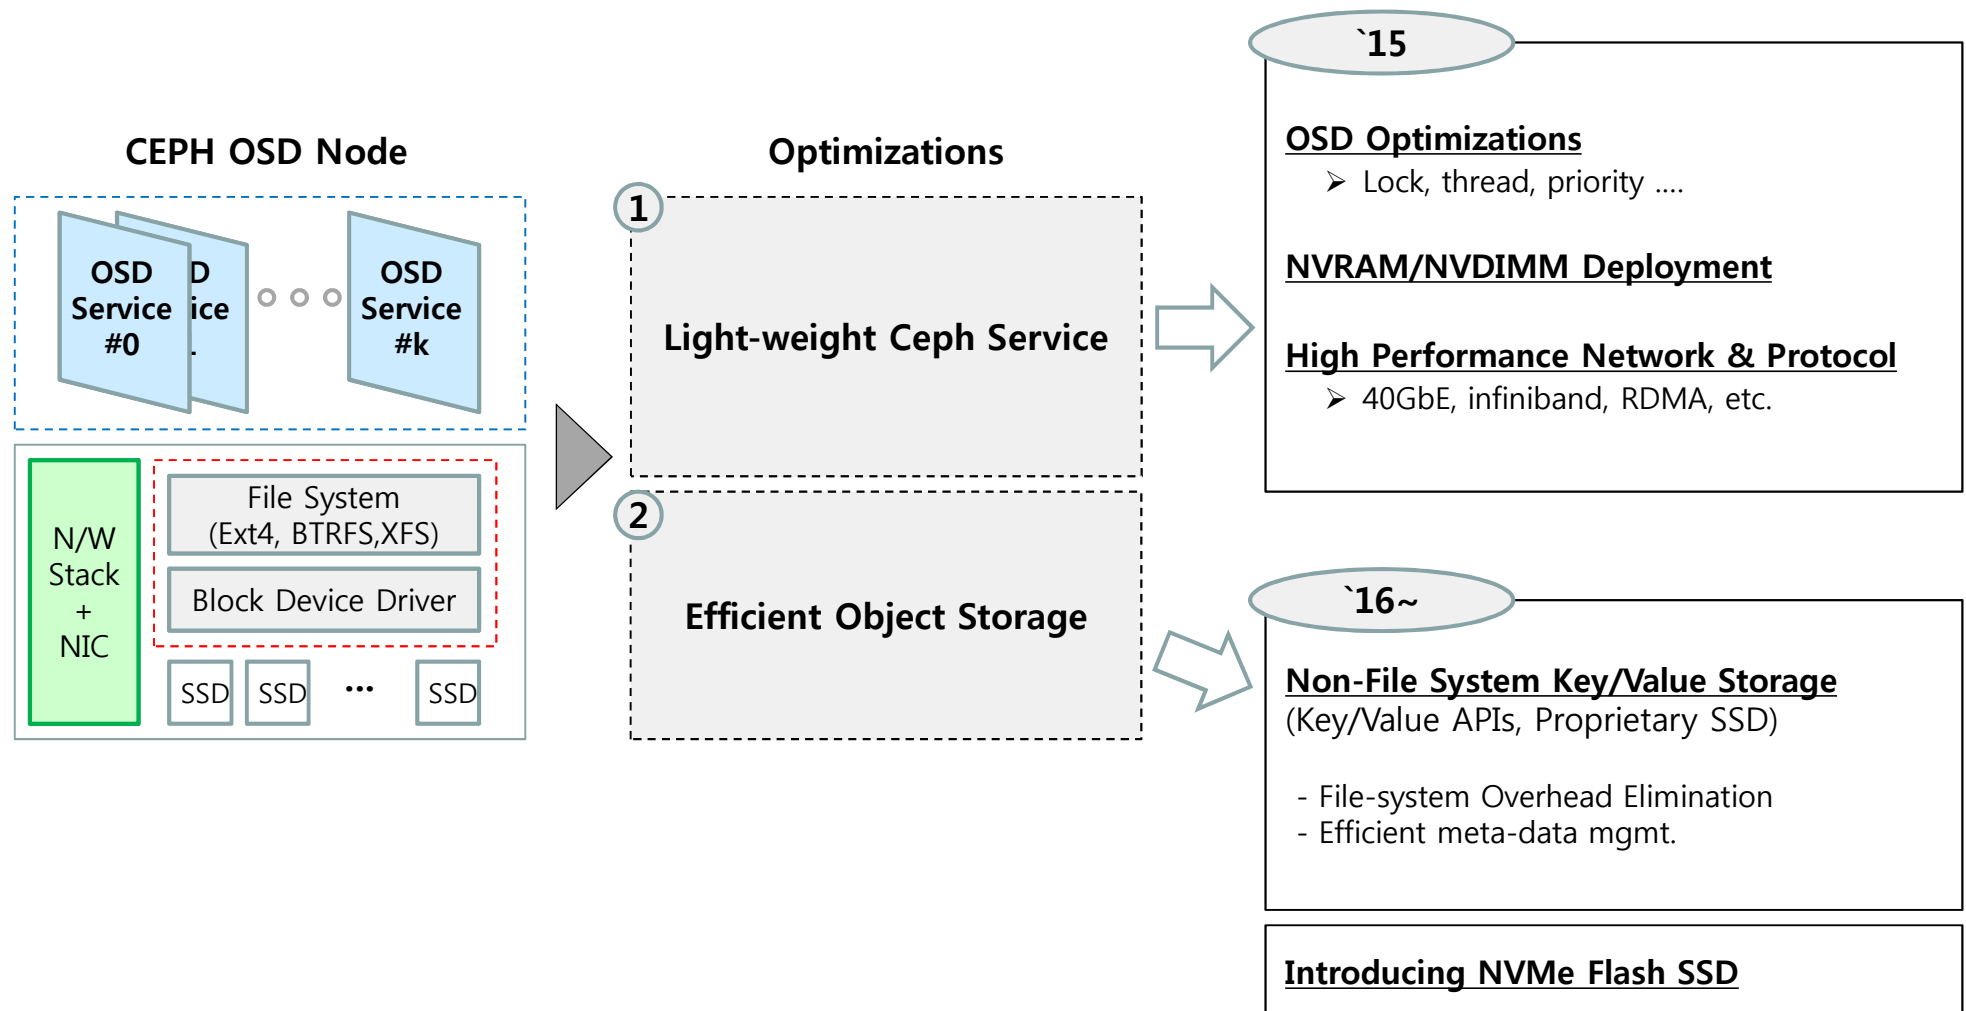 CEPH OSD Node
OSD
Service
#0
OSD
Service
#k
N/W
Stack
+
NIC
File System
(Ext4, BTRFS,XFS)
Block Device Driver
SSD
SSD
...
SSD
Optimizations
1
Light-weight Ceph Service
2
Efficient Object Storage
`15
OSD Optimizations
➢ Lock, thread, priority ....
NVRAM/NVDIMM Deployment
High Performance Network & Protocol
➢ 40GbE, infiniband, RDMA, etc.
`16~
Non-File System Key/Value Storage
(Key/Value APIs, Proprietary SSD)
- File-system Overhead Elimination
- Efficient meta-data mgmt.
Introducing NVMe Flash SSD